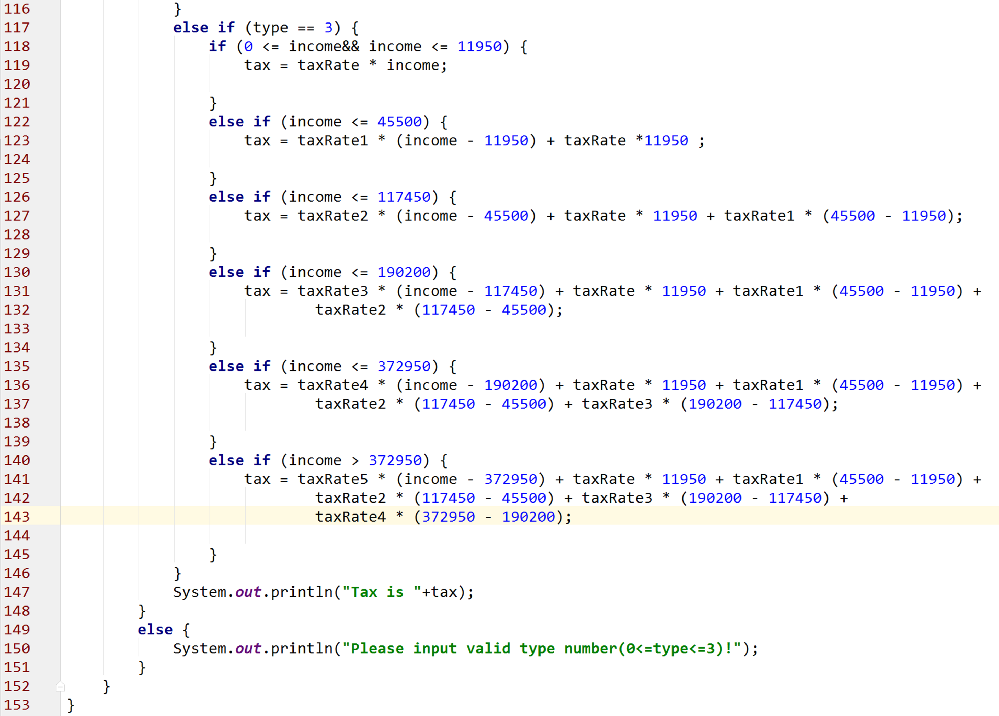 116 }
117 else if (type == 3) {
118 if (0 <= income&& income <= 11950) {
119 tax = taxRate * income;
120
121 }
122 else if (income <= 45500) {
123 tax = taxRate1 * (income - 11950) + taxRate *11950 ;
124
125 }
126 else if (income <= 117450) {
127 tax = taxRate2 * (income - 45500) + taxRate * 11950 + taxRate1 * (45500 - 11950);
128
129 }
130 else if (income <= 190200) {
131 tax = taxRate3 * (income - 117450) + taxRate * 11950 + taxRate1 * (45500 - 11950) +
132 taxRate2 * (117450 - 45500);
133
134 }
135 else if (income <= 372950) {
136 tax = taxRate4 * (income - 190200) + taxRate * 11950 + taxRate1 * (45500 - 11950) +
137 taxRate2 * (117450 - 45500) + taxRate3 * (190200 - 117450);
138
139 }
140 else if (income > 372950) {
141 tax = taxRate5 * (income - 372950) + taxRate * 11950 + taxRate1 * (45500 - 11950) +
142 taxRate2 * (117450 - 45500) + taxRate3 * (190200 - 117450) +
143 taxRate4 * (372950 - 190200);
144
145 }
146 }
147 System.out.println("Tax is "+tax);
148 }
149 else {
150 System.out.println("Please input valid type number(0<=type<=3)!");
151 }
152 }
153 }